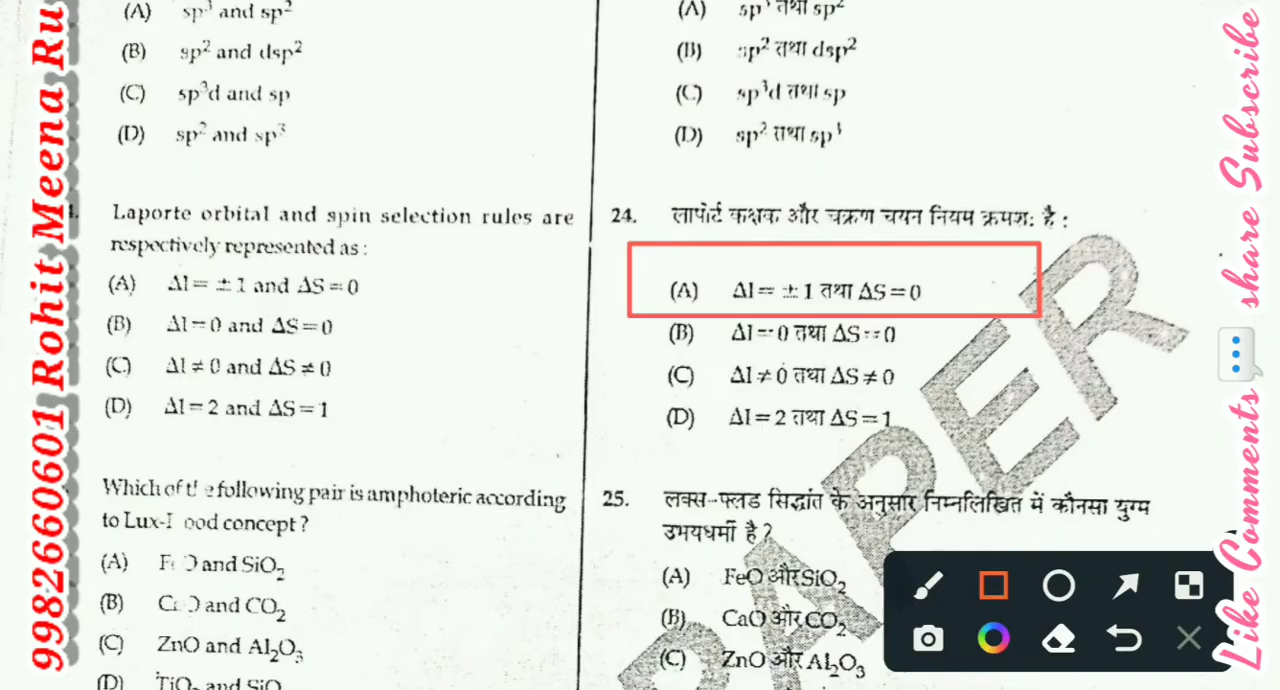 (A) sp³ and sp²
(B) sp² and dsp²
(C) sp³d and sp
(D) sp² and sp³
Laporte orbital and spin selection rules are
respectively represented as :
(A) Δl = ± 1 and ΔS = 0
(B) Δl = 0 and ΔS = 0
(C) Δl ≠ 0 and ΔS ≠ 0
(D) Δl = 2 and ΔS = 1
Which of the following pair is amphoteric according
to Lux- ood concept ?
(A) F O and SiO₂
(B) C O and CO₂
(C) ZnO and Al₂O₃
(D) TiO₂ and SiO
(A) sp³ तथा sp²
(B) sp² तथा dsp²
(C) sp³d तथा sp
(D) sp² तथा sp³
24. लापोर्ट कक्षक और चक्रण चयन नियम क्रमशः है :
(A) Δl = ± 1 तथा ΔS = 0
(B) Δl = 0 तथा ΔS = 0
(C) Δl ≠ 0 तथा ΔS ≠ 0
(D) Δl = 2 तथा ΔS = 1
25. लक्स-फ्लड सिद्धांत के अनुसार निम्नलिखित में कौनसा युग्म
उभयधर्मी है ?
(A) FeO और SiO₂
(B) CaO और CO₂
(C) ZnO और Al₂O₃
PAPER
9982660601 Rohit Meena Ru
Like Comments share Subscribe